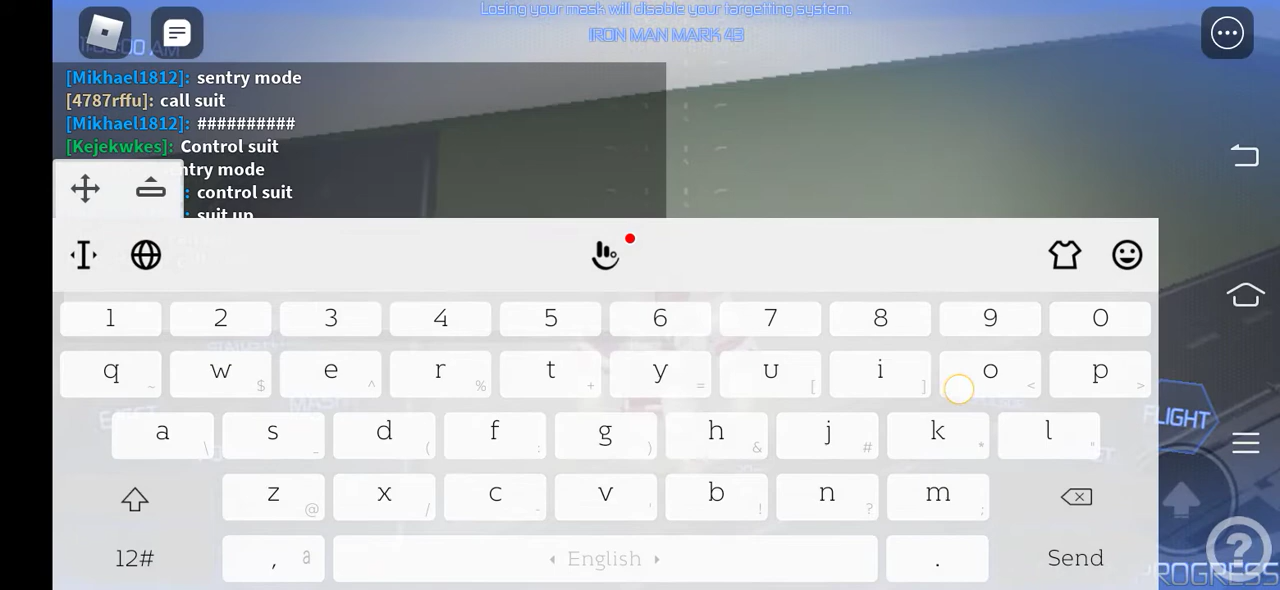 Losing your mask will disable your targetting system.
IRON MAN MARK 43
[Mikhael1812]: sentry mode
[4787rffu]: call suit
[Mikhael1812]: ##########
[Kejekwkes]: Control suit
ntry mode
: control suit
: suit up
1 2 3 4 5 6 7 8 9 0
q ~ w $ e ^ r % t + y = u [ i ] o < p >
a \ s _ d ( f : g ) h & j # k * l "
FLIGHT
z @ x / c - v ' b ! n ? m ;
12# , a English . Send
?
PROGRESS